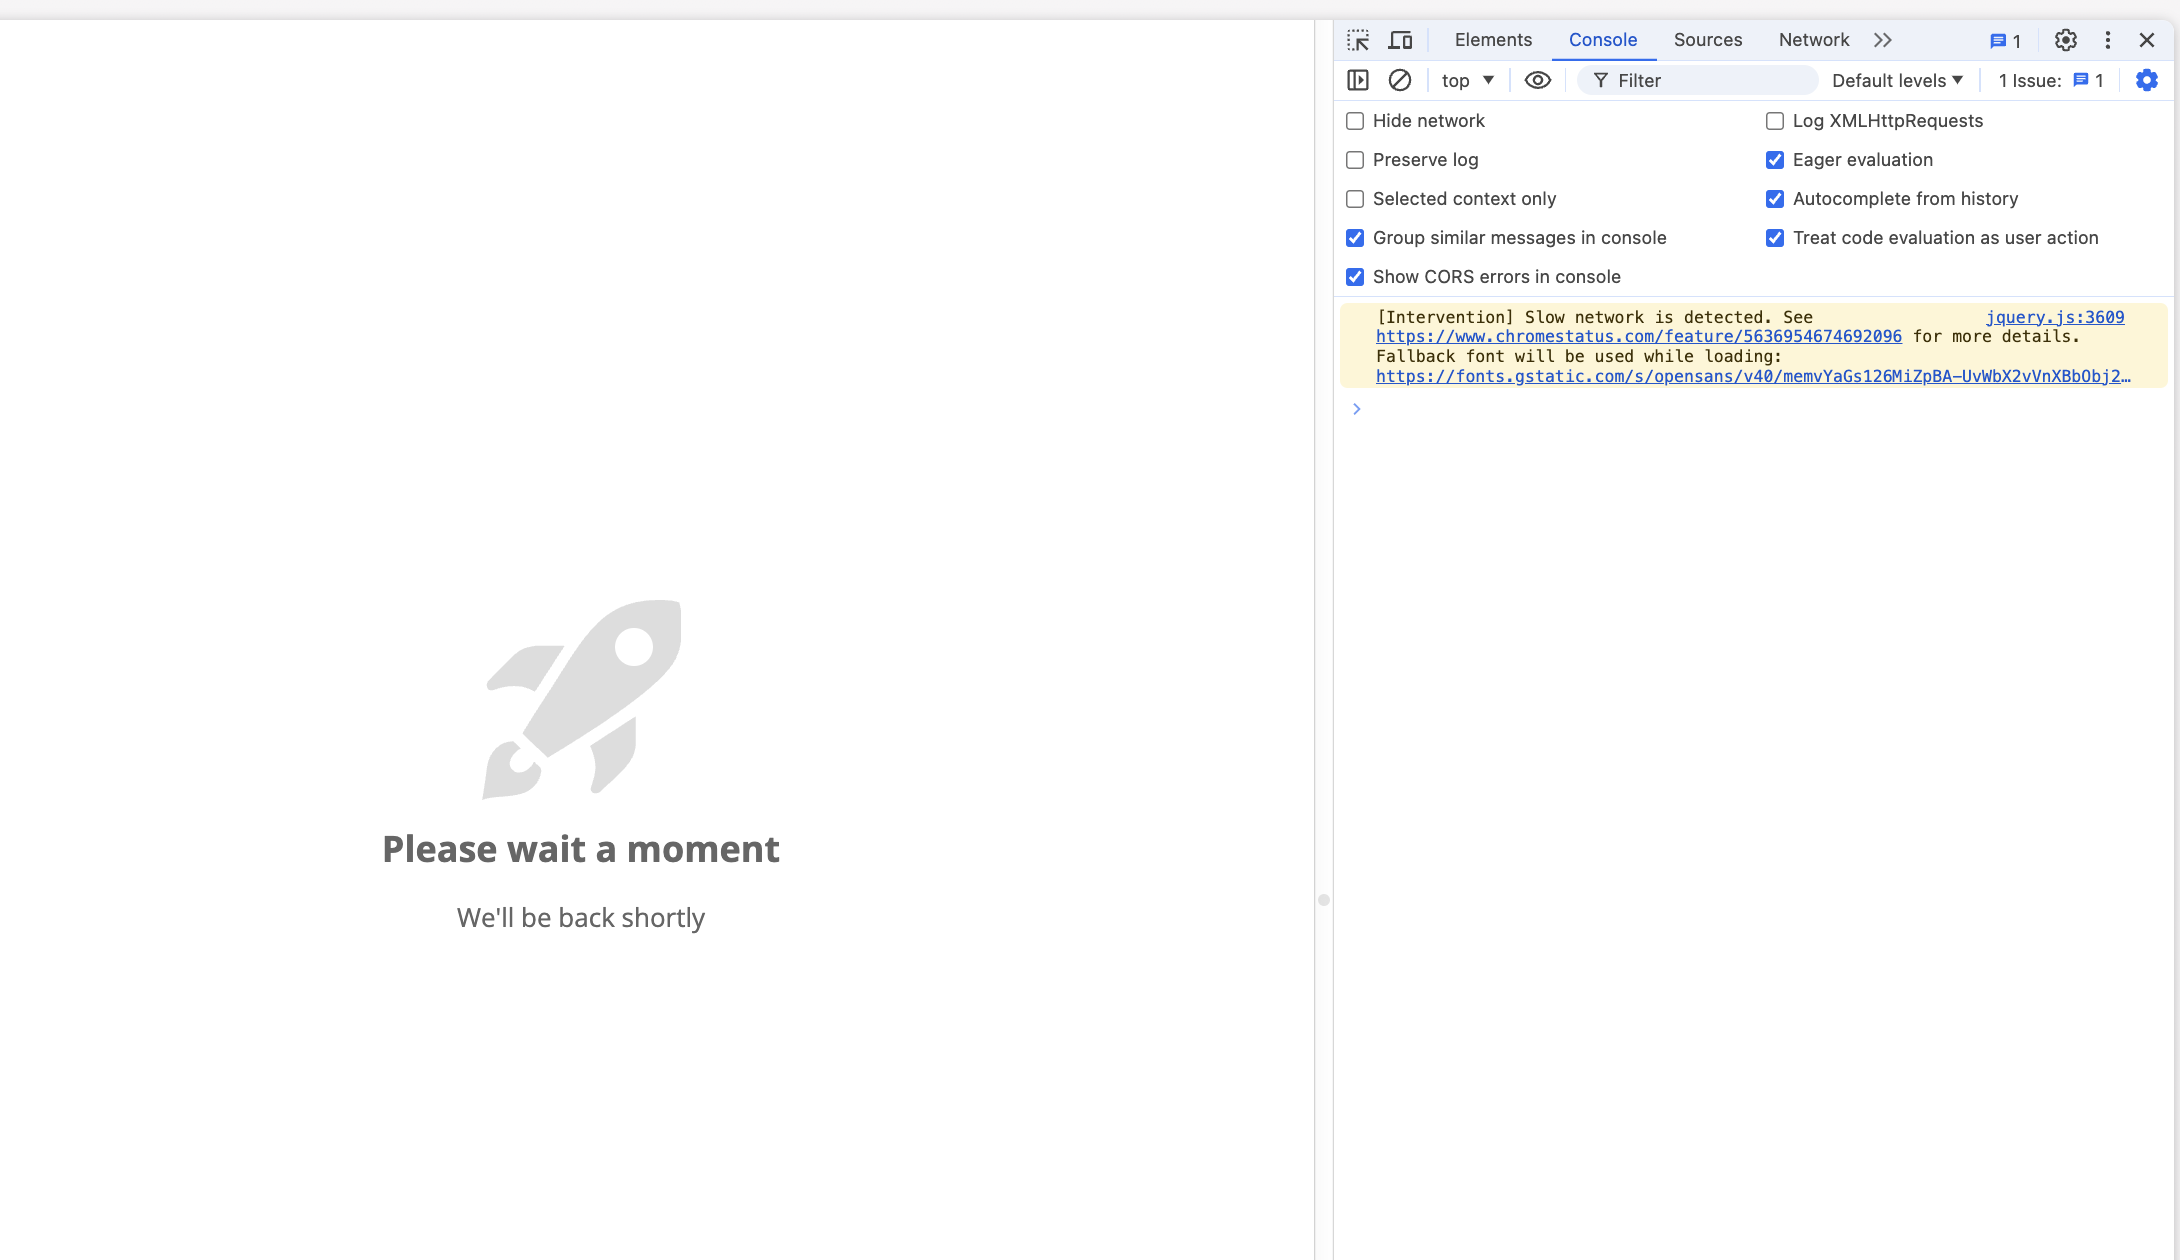 Elements Console Sources Network 1
top Filter Default levels 1 Issue: 1
Hide network Log XMLHttpRequests
Preserve log Eager evaluation
Selected context only Autocomplete from history
Group similar messages in console Treat code evaluation as user action
Show CORS errors in console
[Intervention] Slow network is detected. See jquery.js:3609
https://www.chromestatus.com/feature/5636954674692096 for more details.
Fallback font will be used while loading:
https://fonts.gstatic.com/s/opensans/v40/memvYaGs126MiZpBA-UvWbX2vVnXBbObj2…
Please wait a moment
We'll be back shortly